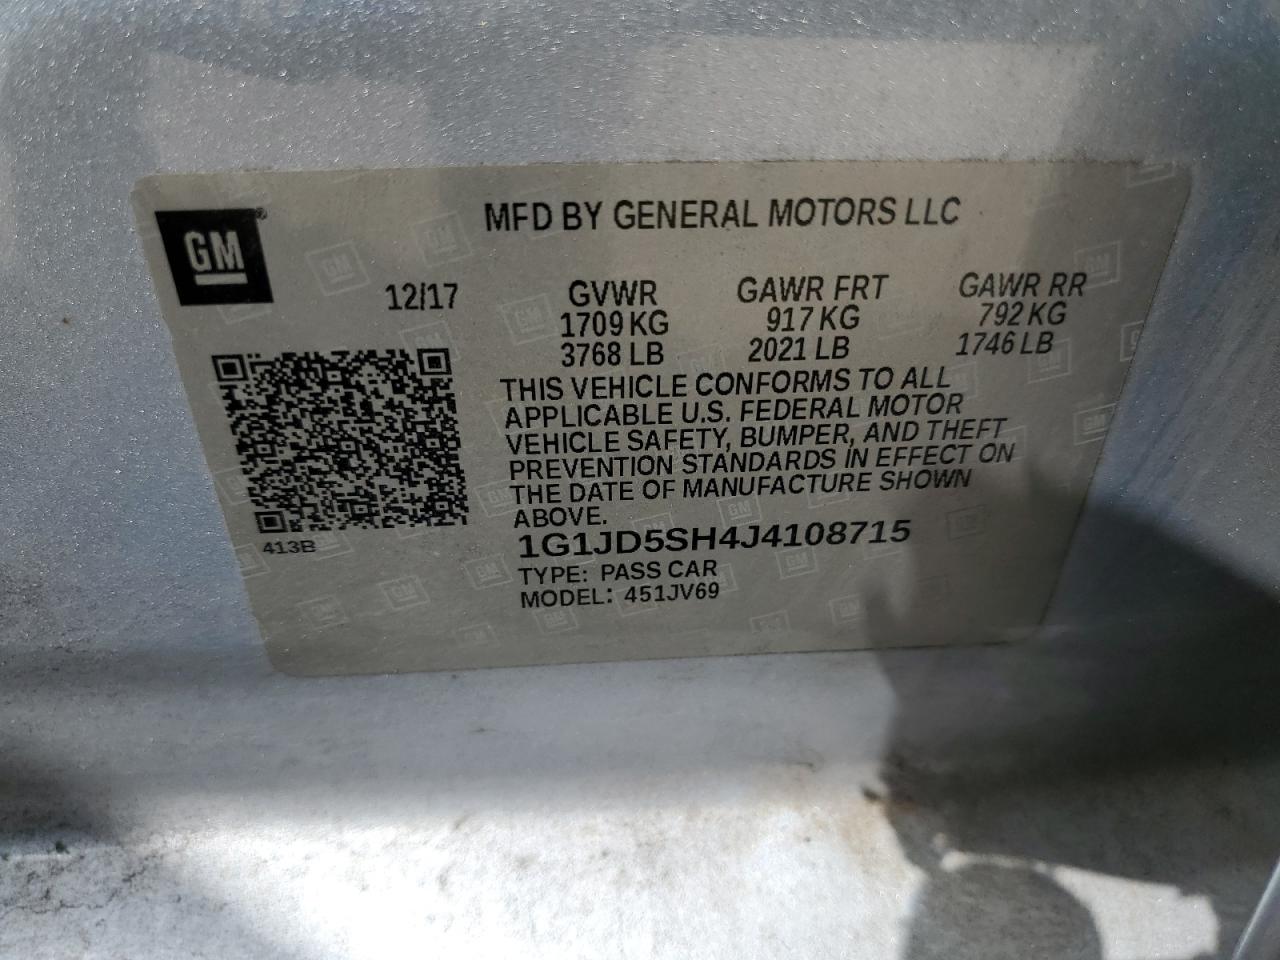 GM®
MFD BY GENERAL MOTORS LLC
12/17
GVWR GAWR FRT GAWR RR
1709 KG 917 KG 792 KG
3768 LB 2021 LB 1746 LB
THIS VEHICLE CONFORMS TO ALL
APPLICABLE U.S. FEDERAL MOTOR
VEHICLE SAFETY, BUMPER, AND THEFT
PREVENTION STANDARDS IN EFFECT ON
THE DATE OF MANUFACTURE SHOWN
ABOVE.
413B
1G1JD5SH4J4108715
TYPE: PASS CAR
MODEL: 451JV69